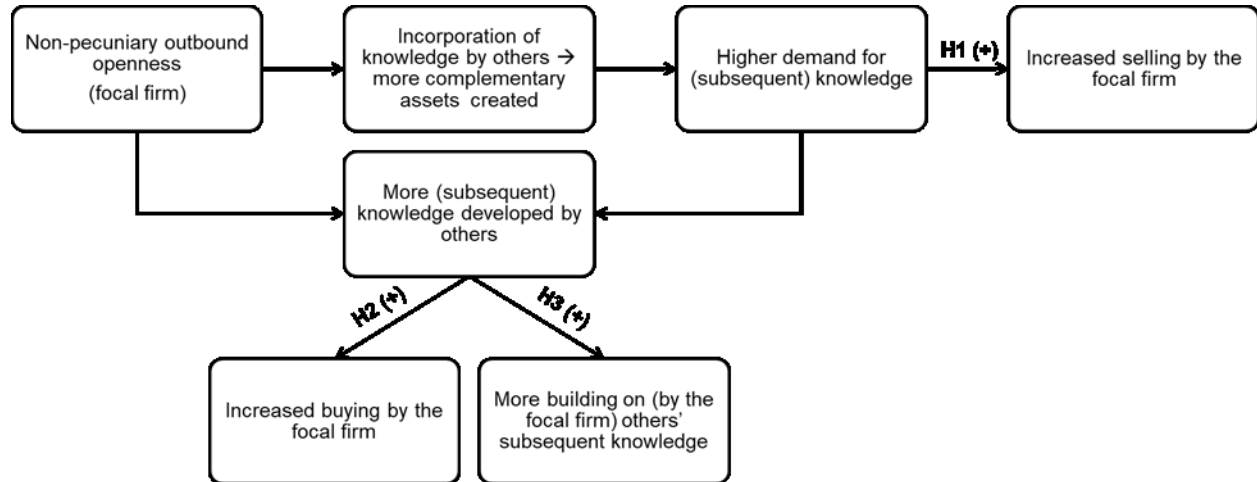 Non-pecuniary outbound
openness
(focal firm)
Incorporation of
knowledge by others →
more complementary
assets created
Higher demand for
(subsequent) knowledge
H1 (+)
Increased selling by the
focal firm
More (subsequent)
knowledge developed by
others
H2 (+)
H3 (+)
Increased buying by the
focal firm
More building on (by the
focal firm) others’
subsequent knowledge